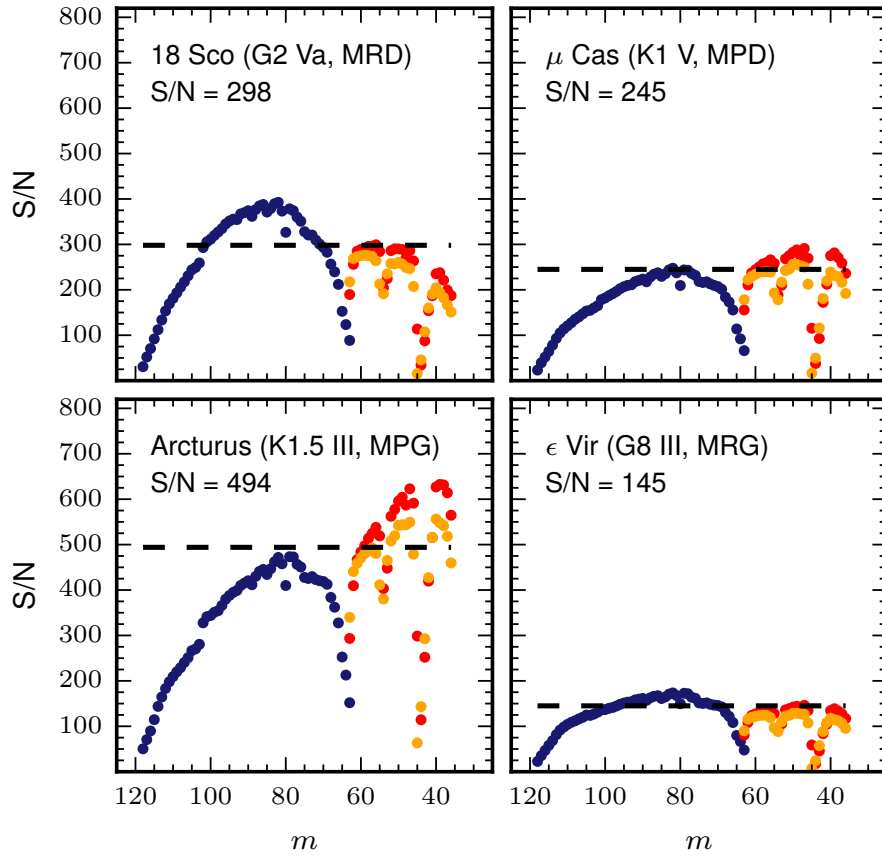 800
700
600
500
400
300
200
100
S/N
18 Sco (G2 Va, MRD)
S/N = 298
μ Cas (K1 V, MPD)
S/N = 245
800
700
600
500
400
300
200
100
S/N
Arcturus (K1.5 III, MPG)
S/N = 494
ϵ Vir (G8 III, MRG)
S/N = 145
120 100 80 60 40
120 100 80 60 40
m
m